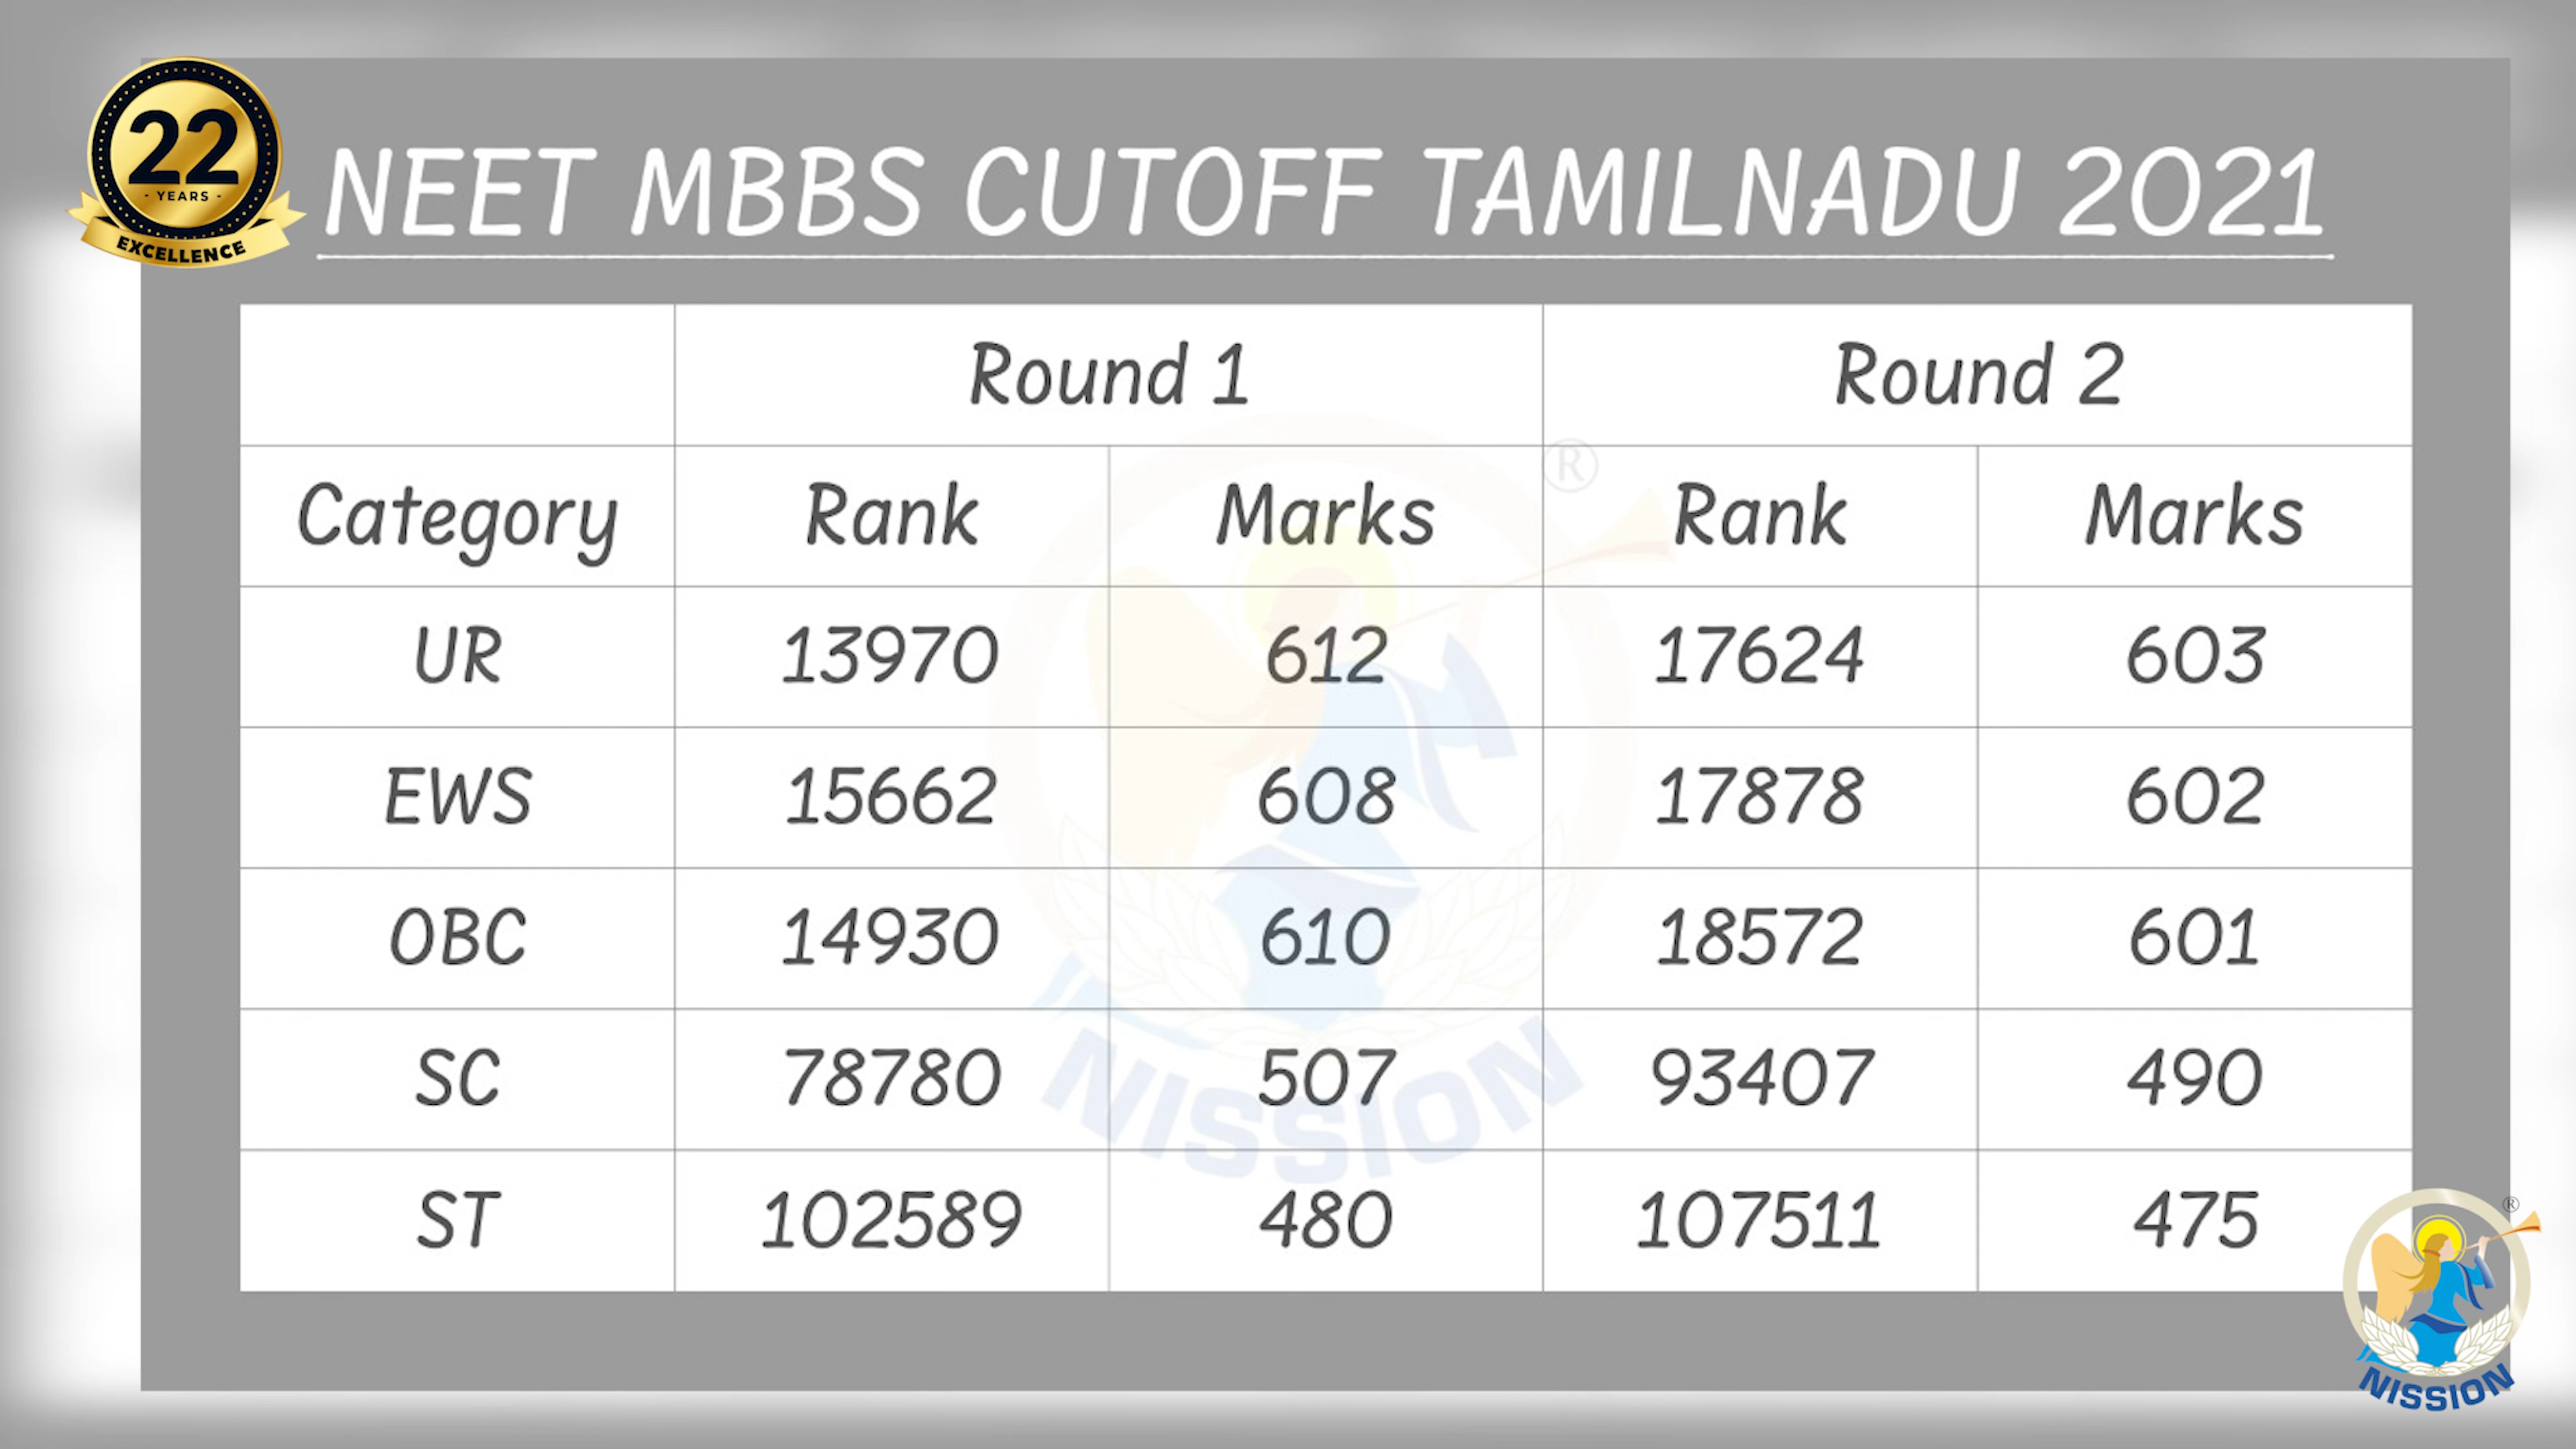 22
- YEARS -
EXCELLENCE
NEET MBBS CUTOFF TAMILNADU 2021
Round 1 Round 2
Category Rank Marks Rank Marks
UR 13970 612 17624 603
EWS 15662 608 17878 602
OBC 14930 610 18572 601
SC 78780 507 93407 490
ST 102589 480 107511 475
®
NISSION
®
NISSION